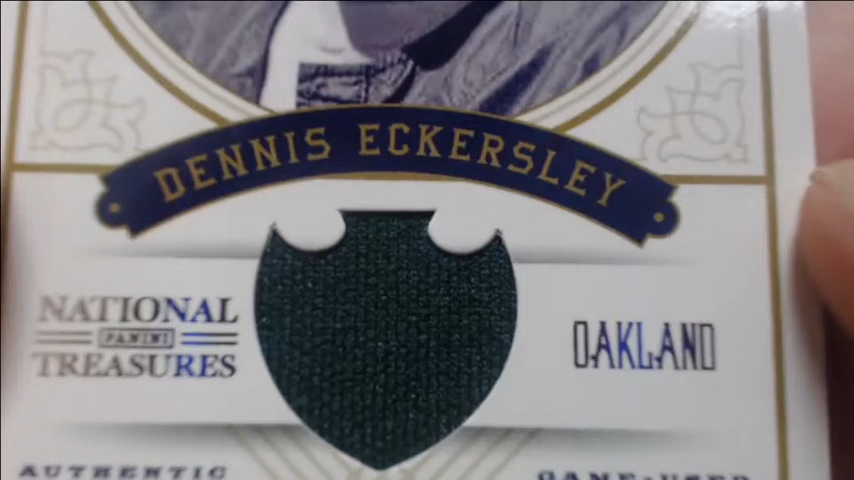 DENNIS ECKERSLEY
NATIONAL
PANINI
TREASURES
OAKLAND
AUTHENTIC
GAME-USED